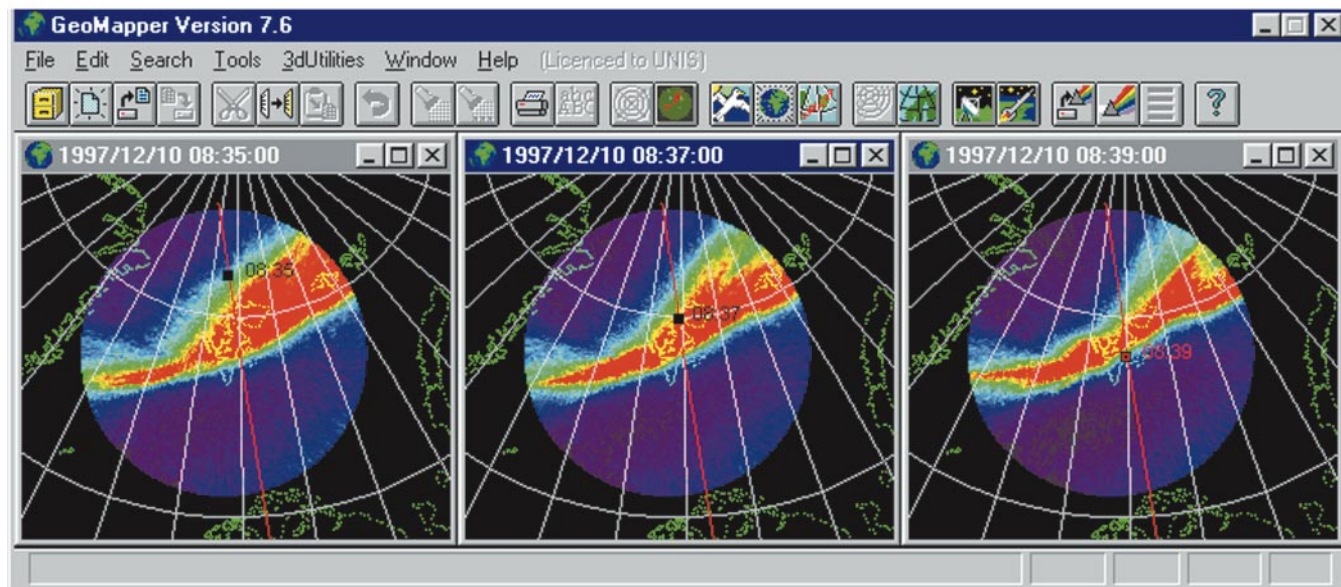 GeoMapper Version 7.6
File Edit Search Tools 3dUtilities Window Help (Licenced to UNIS)
abc
ABC
?
1997/12/10 08:35:00
1997/12/10 08:37:00
1997/12/10 08:39:00
08:35
08:37
08:39